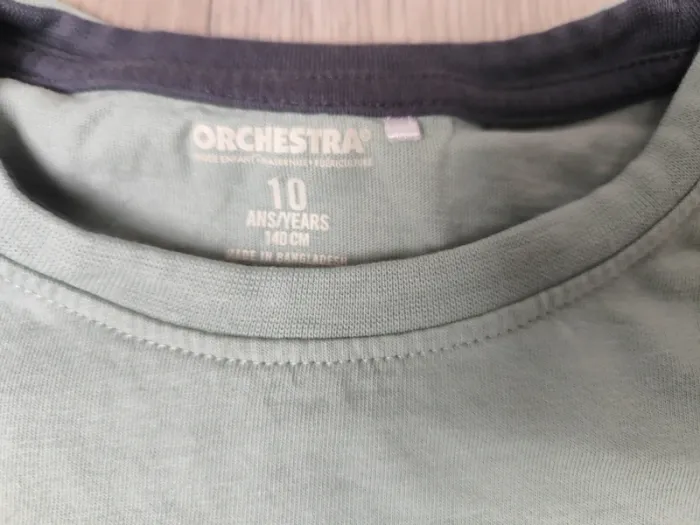 ORCHESTRA®
10
ANS/YEARS
140 CM
MADE IN BANGLADESH